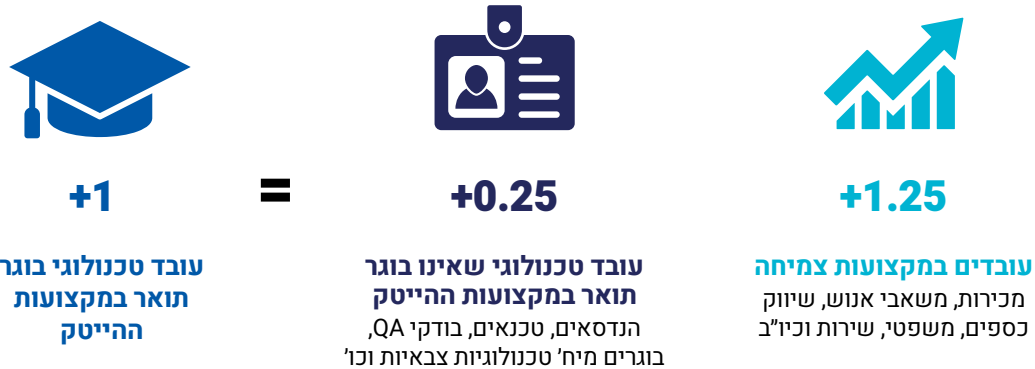 +1
=
+0.25
+1.25
עובד טכנולוגי בוגר
תואר במקצועות
ההייטק
עובד טכנולוגי שאינו בוגר
תואר במקצועות ההייטק
הנדסאים, טכנאים, בודקי QA,
בוגרים מיח׳ טכנולוגיות צבאיות וכו׳
עובדים במקצועות צמיחה
מכירות, משאבי אנוש, שיווק
כספים, משפטי, שירות וכיו״ב